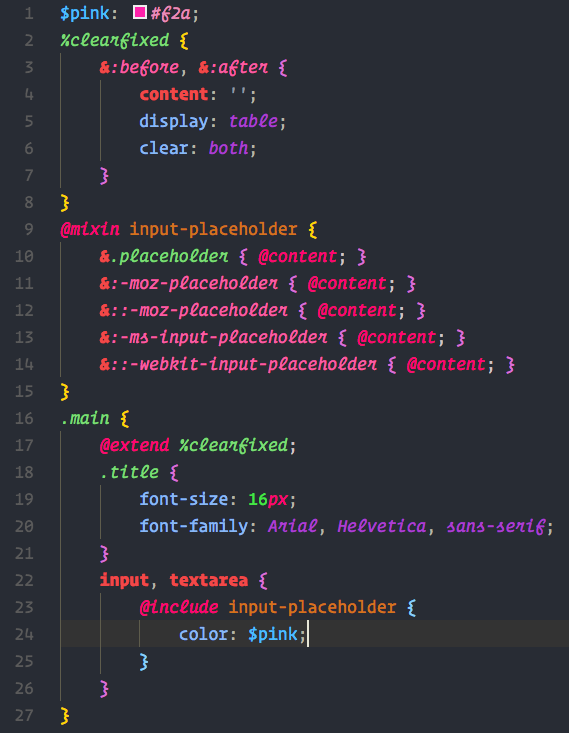 1 $pink: #f2a;
2 %clearfixed {
3 &:before, &:after {
4 content: '';
5 display: table;
6 clear: both;
7 }
8 }
9 @mixin input-placeholder {
10 &.placeholder { @content; }
11 &:-moz-placeholder { @content; }
12 &::-moz-placeholder { @content; }
13 &:-ms-input-placeholder { @content; }
14 &::-webkit-input-placeholder { @content; }
15 }
16 .main {
17 @extend %clearfixed;
18 .title {
19 font-size: 16px;
20 font-family: Arial, Helvetica, sans-serif;
21 }
22 input, textarea {
23 @include input-placeholder {
24 color: $pink;
25 }
26 }
27 }